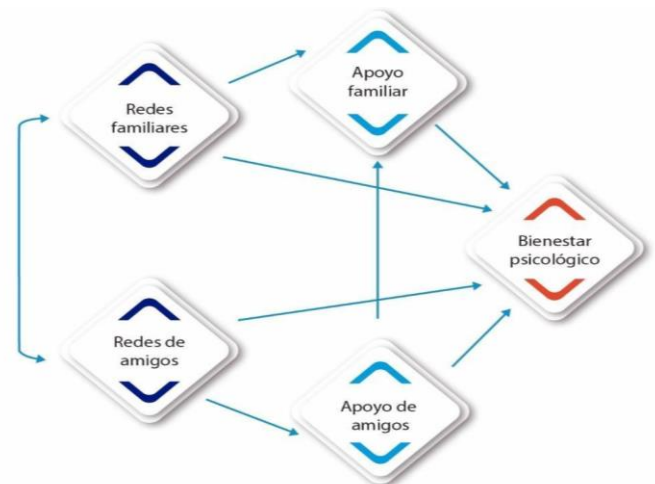 Apoyo
familiar
Redes
familiares
Bienestar
psicológico
Redes de
amigos
Apoyo de
amigos